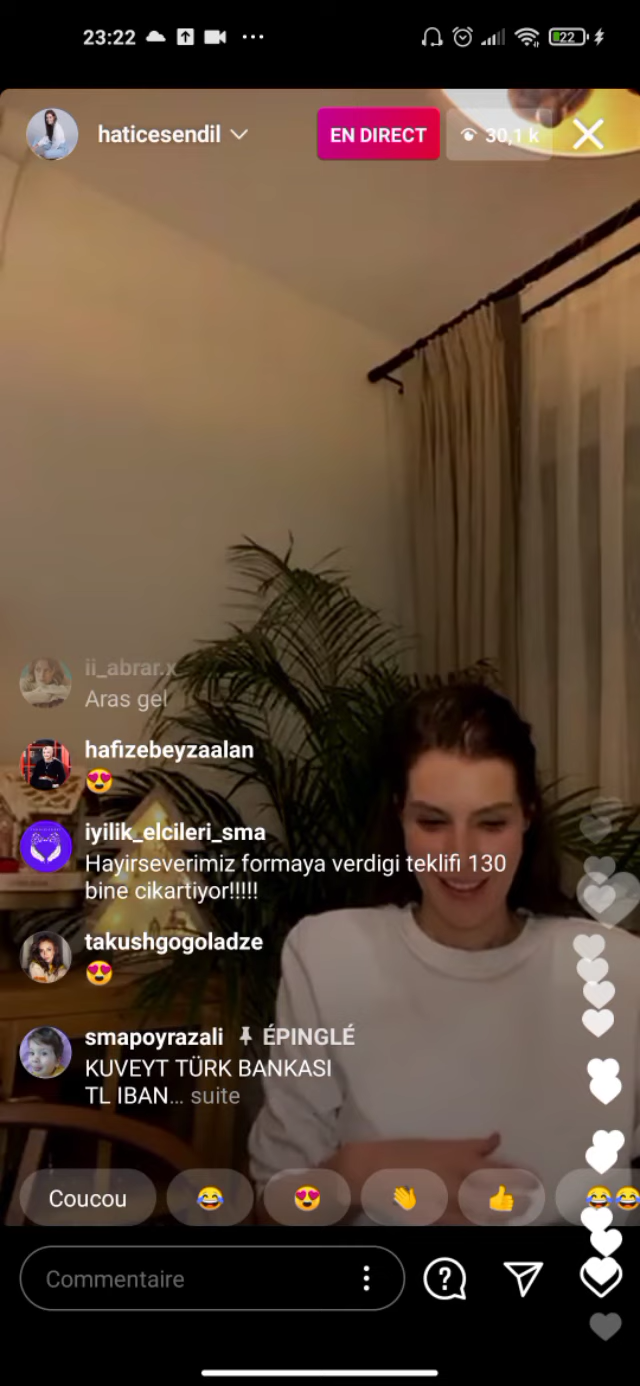 23:22
22
haticesendil
EN DIRECT
30,1 k
ii_abrar.x
Aras gel
hafizebeyzaalan
😍
iyilik_elcileri_sma
Hayirseverimiz formaya verdigi teklifi 130
bine cikartiyor!!!!!
takushgogoladze
😍
smapoyrazali ÉPINGLÉ
KUVEYT TÜRK BANKASI
TL IBAN... suite
Coucou 😂 😍 👏 👍 😂😂
Commentaire